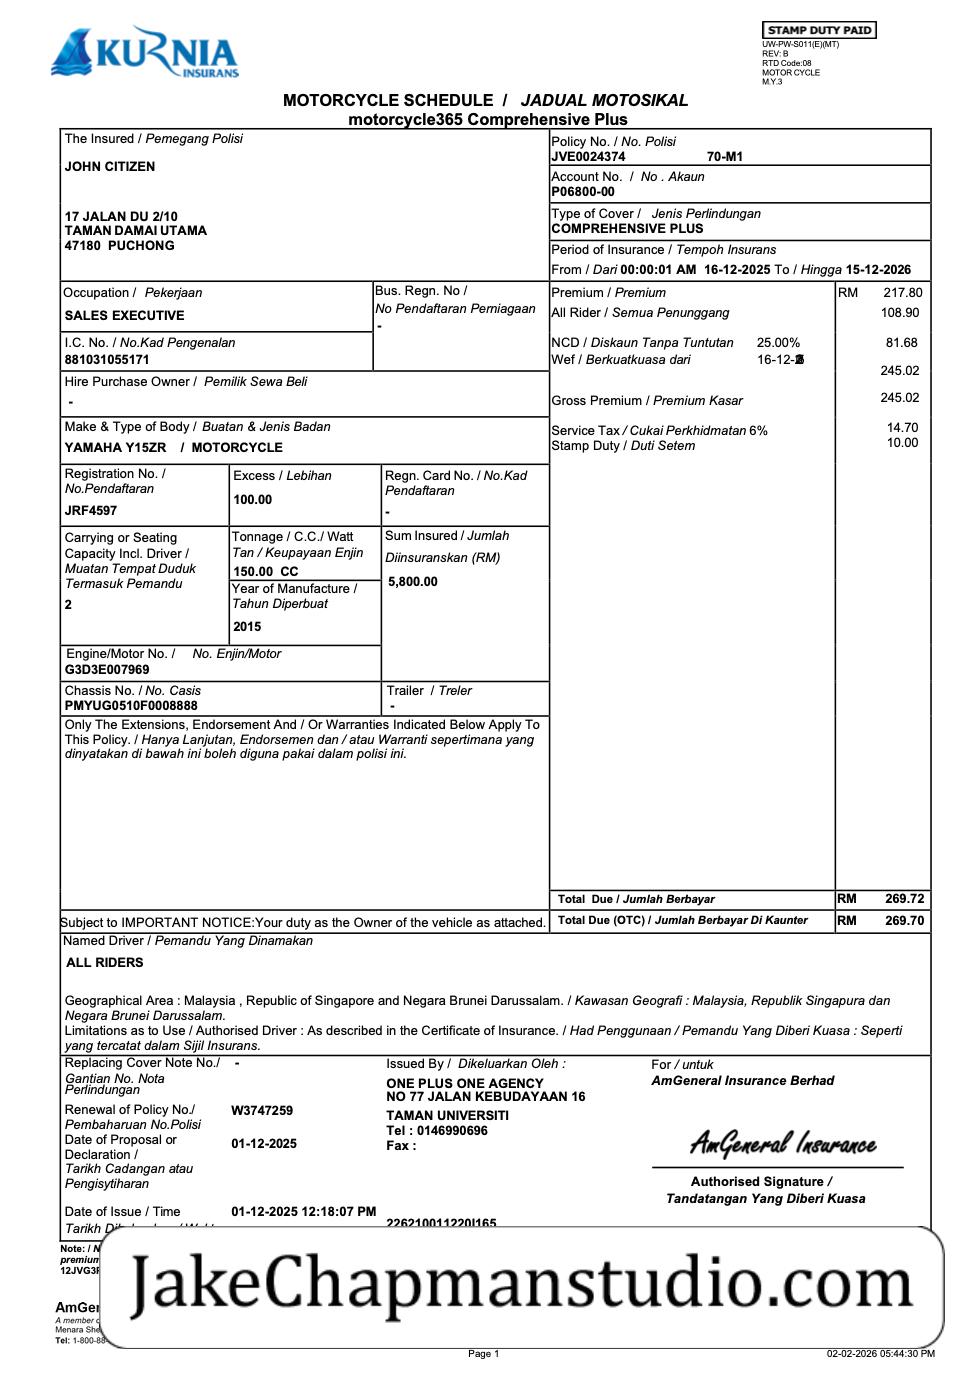 KURNIA
INSURANS
STAMP DUTY PAID
UW-PW-S011(E)(MT)
REV: B
RTD Code:08
MOTOR CYCLE
M.Y.3
MOTORCYCLE SCHEDULE / JADUAL MOTOSIKAL
motorcycle365 Comprehensive Plus
The Insured / Pemegang Polisi
JOHN CITIZEN
17 JALAN DU 2/10
TAMAN DAMAI UTAMA
47180 PUCHONG
Policy No. / No. Polisi
JVE0024374 70-M1
Account No. / No . Akaun
P06800-00
Type of Cover / Jenis Perlindungan
COMPREHENSIVE PLUS
Period of Insurance / Tempoh Insurans
From / Dari 00:00:01 AM 16-12-2025 To / Hingga 15-12-2026
Occupation / Pekerjaan
SALES EXECUTIVE
Bus. Regn. No /
No Pendaftaran Perniagaan
-
I.C. No. / No.Kad Pengenalan
881031055171
Hire Purchase Owner / Pemilik Sewa Beli
-
Make & Type of Body / Buatan & Jenis Badan
YAMAHA Y15ZR / MOTORCYCLE
Premium / Premium RM 217.80
All Rider / Semua Penunggang 108.90
NCD / Diskaun Tanpa Tuntutan 25.00% 81.68
Wef / Berkuatkuasa dari 16-12-
245.02
Gross Premium / Premium Kasar 245.02
Service Tax / Cukai Perkhidmatan 6% 14.70
Stamp Duty / Duti Setem 10.00
Registration No. /
No.Pendaftaran
JRF4597
Excess / Lebihan
100.00
Regn. Card No. / No.Kad
Pendaftaran
-
Carrying or Seating
Capacity Incl. Driver /
Muatan Tempat Duduk
Termasuk Pemandu
2
Tonnage / C.C./ Watt
Tan / Keupayaan Enjin
150.00 CC
Year of Manufacture /
Tahun Diperbuat
2015
Sum Insured / Jumlah
Diinsuranskan (RM)
5,800.00
Engine/Motor No. / No. Enjin/Motor
G3D3E007969
Chassis No. / No. Casis
PMYUG0510F0008888
Trailer / Treler
-
Only The Extensions, Endorsement And / Or Warranties Indicated Below Apply To
This Policy. / Hanya Lanjutan, Endorsemen dan / atau Warranti sepertimana yang
dinyatakan di bawah ini boleh diguna pakai dalam polisi ini.
Total Due / Jumlah Berbayar RM 269.72
Subject to IMPORTANT NOTICE:Your duty as the Owner of the vehicle as attached.
Total Due (OTC) / Jumlah Berbayar Di Kaunter RM 269.70
Named Driver / Pemandu Yang Dinamakan
ALL RIDERS
Geographical Area : Malaysia , Republic of Singapore and Negara Brunei Darussalam. / Kawasan Geografi : Malaysia, Republik Singapura dan
Negara Brunei Darussalam.
Limitations as to Use / Authorised Driver : As described in the Certificate of Insurance. / Had Penggunaan / Pemandu Yang Diberi Kuasa : Seperti
yang tercatat dalam Sijil Insurans.
Replacing Cover Note No./ -
Gantian No. Nota
Perlindungan
Renewal of Policy No./ W3747259
Pembaharuan No.Polisi
Date of Proposal or 01-12-2025
Declaration /
Tarikh Cadangan atau
Pengisytiharan
Date of Issue / Time 01-12-2025 12:18:07 PM
Tarikh
Issued By / Dikeluarkan Oleh :
ONE PLUS ONE AGENCY
NO 77 JALAN KEBUDAYAAN 16
TAMAN UNIVERSITI
Tel : 0146990696
Fax :
226210011220I165
For / untuk
AmGeneral Insurance Berhad
AmGeneral Insurance
Authorised Signature /
Tandatangan Yang Diberi Kuasa
Note: /
premium
AmGen
A member
Menara
Tel: 1-800-88-
JakeChapmanstudio.com
Page 1
02-02-2026 05:44:30 PM